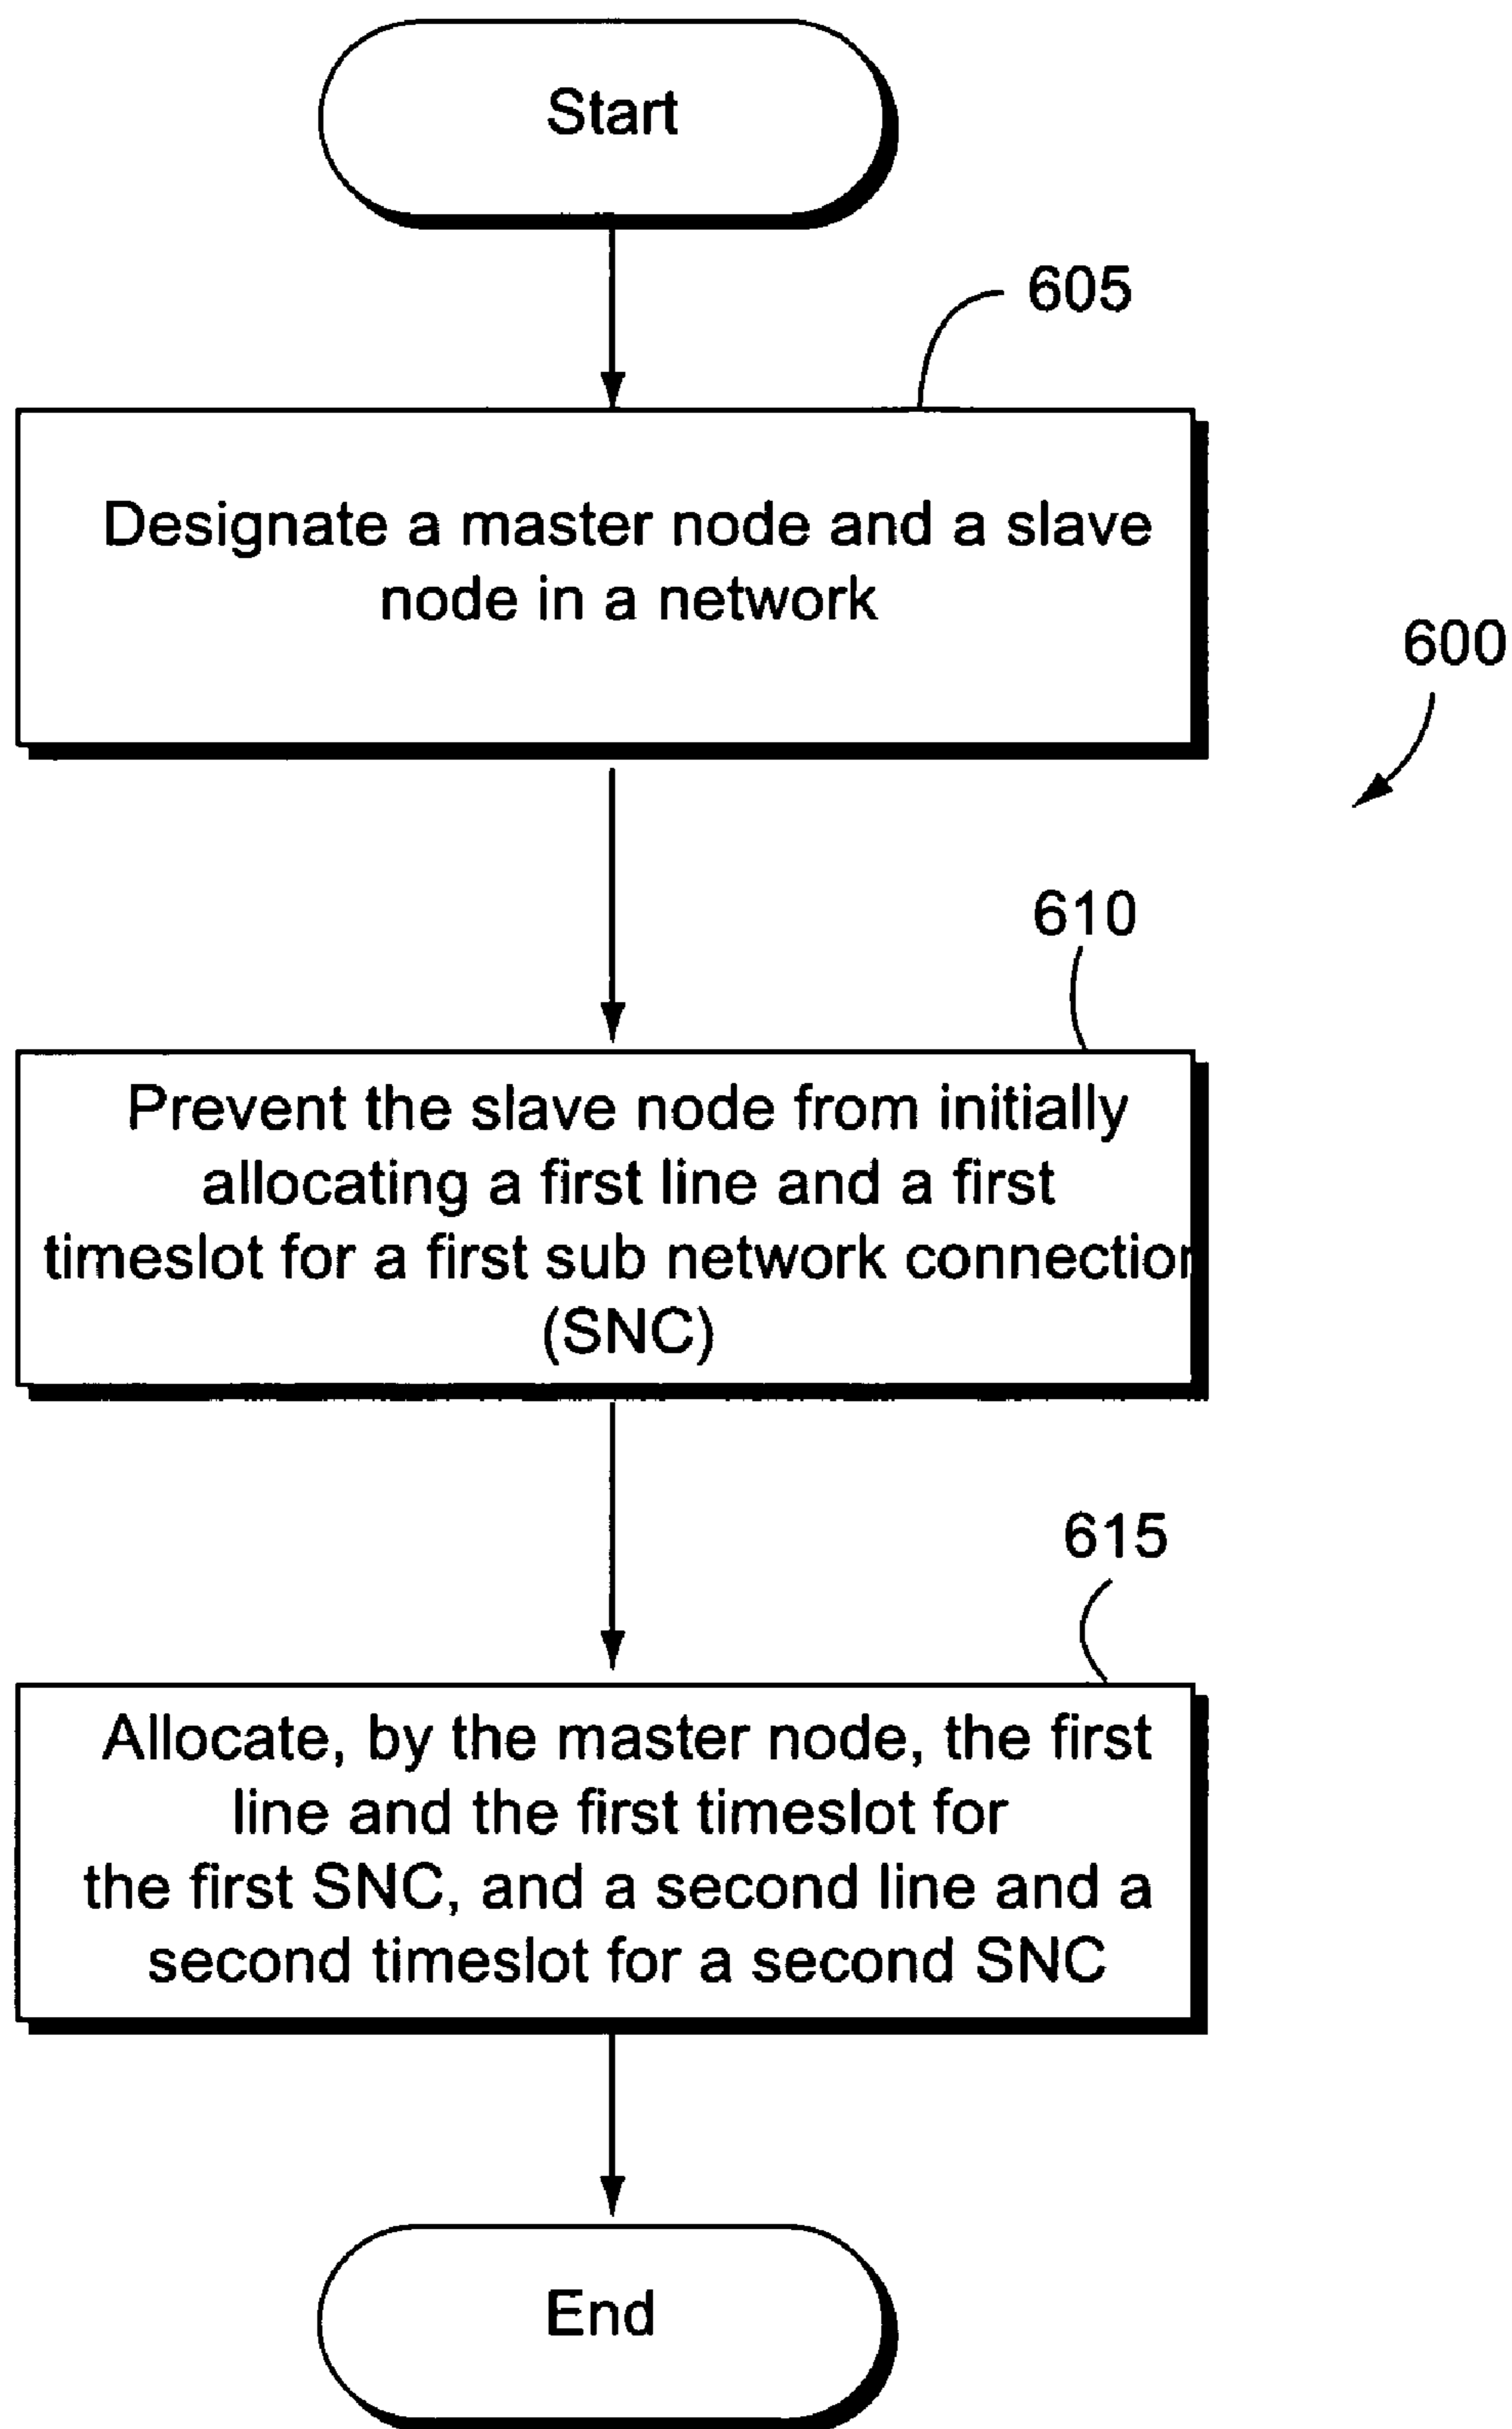 Start
605
Designate a master node and a slave
node in a network
600
610
Prevent the slave node from initially
allocating a first line and a first
timeslot for a first sub network connection
(SNC)
615
Allocate, by the master node, the first
line and the first timeslot for
the first SNC, and a second line and a
second timeslot for a second SNC
End